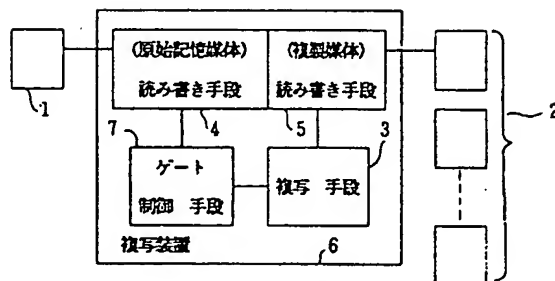 (原始記憶媒体
読み書き手段
(複製媒体)
読み書き手段
1
4
5
2
7
3
ゲート
制御 手段
複写 手段
複写装置
6